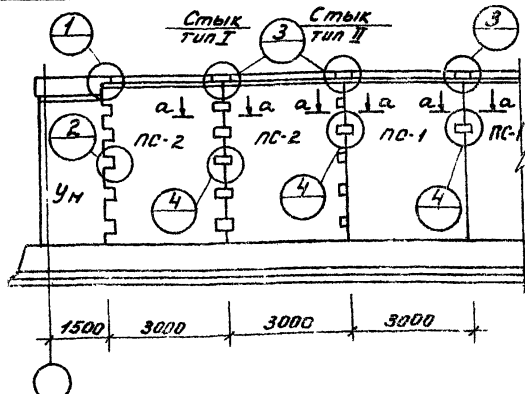 Стык Стык
тип I тип II
1 3 3
а а а а а а
2 ПС-2 ПС-2 ПС-1 ПС-1
Ум 4 4 4
1500 3000 3000 3000